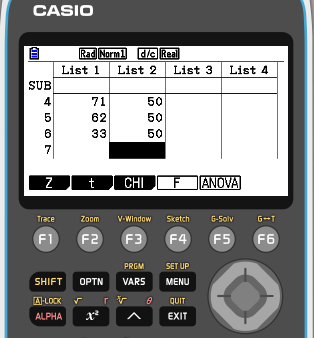 CASIO
Rad Norm1 d/c Real
List 1 List 2 List 3 List 4
SUB
4 71 50
5 62 50
6 33 50
7
Z t CHI F ANOVA
Trace Zoom V-Window Sketch G-Solv G↔T
F1 F2 F3 F4 F5 F6
PRGM SET UP
SHIFT OPTN VARS MENU
A-LOCK √ r ∛ θ QUIT
ALPHA x² ^ EXIT